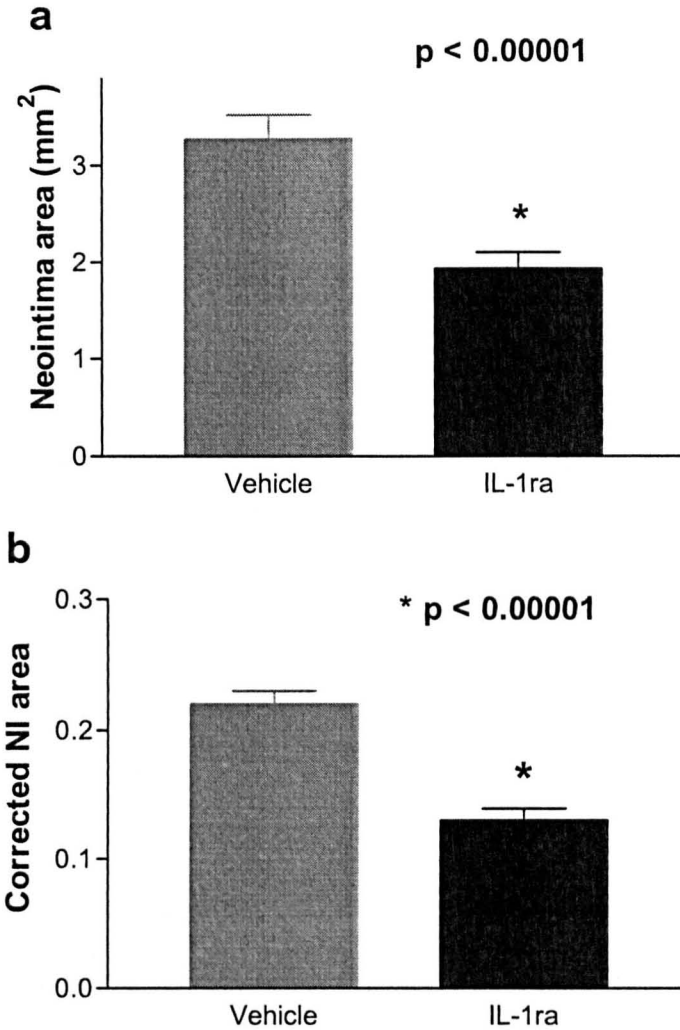 a
p < 0.00001
Neointima area (mm²)
3
2
1
0
*
Vehicle
IL-1ra
b
* p < 0.00001
Corrected NI area
0.3
0.2
0.1
0.0
*
Vehicle
IL-1ra